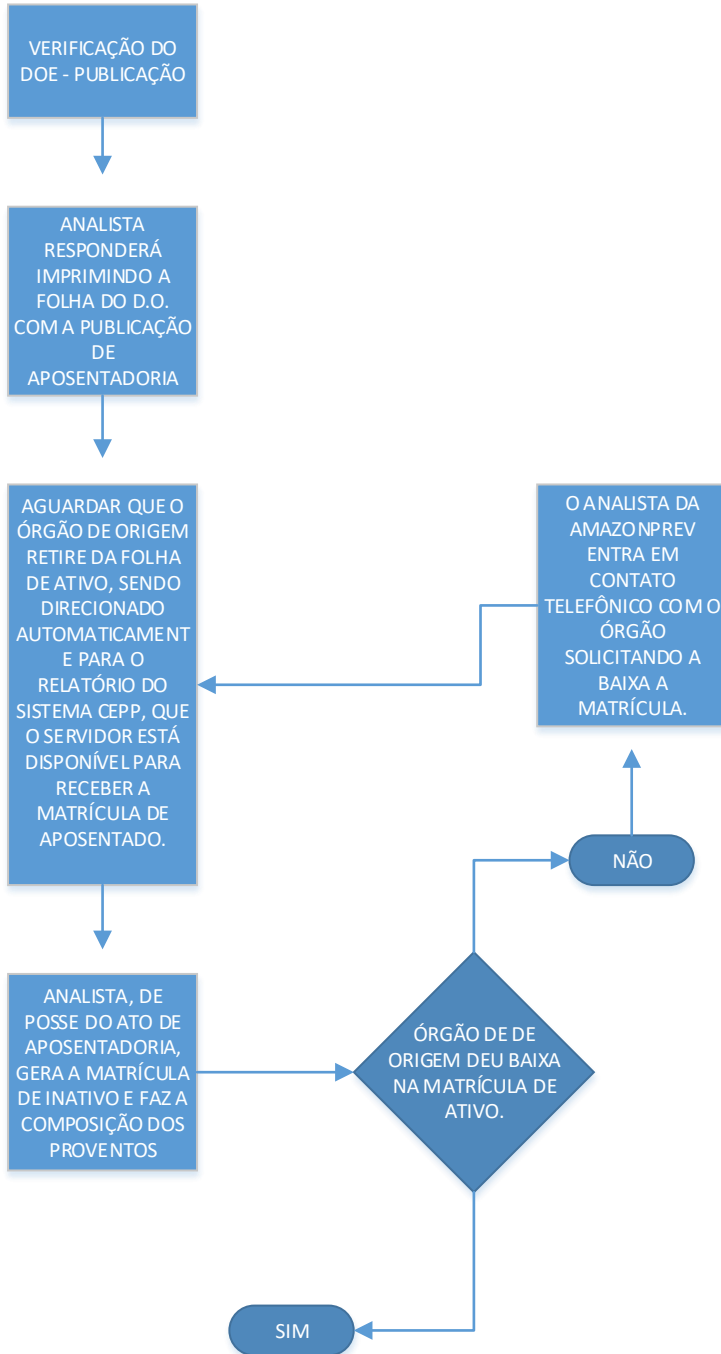 VERIFICAÇÃO DO
DOE - PUBLICAÇÃO
ANALISTA
RESPONDERÁ
IMPRIMINDO A
FOLHA DO D.O.
COM A PUBLICAÇÃO
DE
APOSENTADORIA
AGUARDAR QUE O
ÓRGÃO DE ORIGEM
RETIRE DA FOLHA
DE ATIVO, SENDO
DIRECIONADO
AUTOMATICAMENT
E PARA O
RELATÓRIO DO
SISTEMA CEPP, QUE
O SERVIDOR ESTÁ
DISPONÍVEL PARA
RECEBER A
MATRÍCULA DE
APOSENTADO.
O ANALISTA DA
AMAZONPREV
ENTRA EM
CONTATO
TELEFÔNICO COM O
ÓRGÃO
SOLICITANDO A
BAIXA A
MATRÍCULA.
NÃO
ANALISTA, DE
POSSE DO ATO DE
APOSENTADORIA,
GERA A MATRÍCULA
DE INATIVO E FAZ A
COMPOSIÇÃO DOS
PROVENTOS
ÓRGÃO DE DE
ORIGEM DEU BAIXA
NA MATRÍCULA DE
ATIVO.
SIM